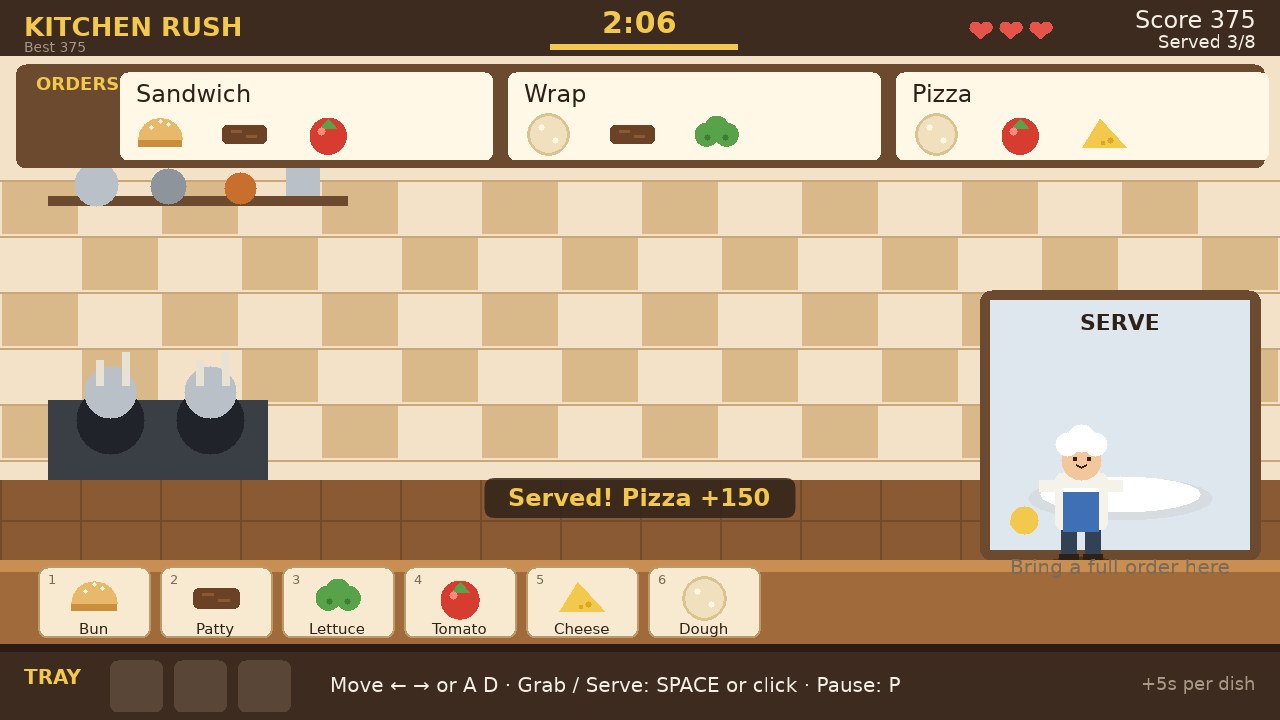 KITCHEN RUSH
Best 375
2:06
Score 375
Served 3/8
ORDERS
Sandwich
Wrap
Pizza
SERVE
Served! Pizza +150
Bring a full order here
1
Bun
2
Patty
3
Lettuce
4
Tomato
5
Cheese
6
Dough
TRAY
Move ← → or A D · Grab / Serve: SPACE or click · Pause: P
+5s per dish